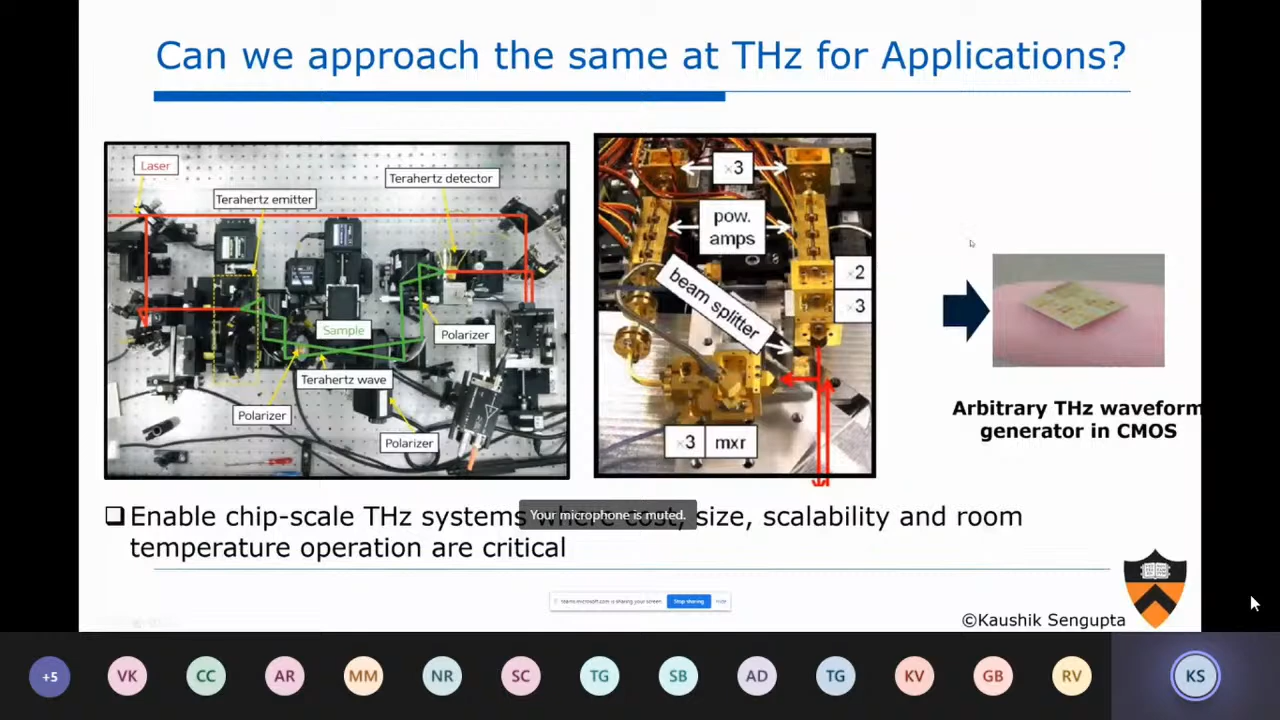 Can we approach the same at THz for Applications?
Laser
Terahertz emitter
Terahertz detector
Sample
Polarizer
Terahertz wave
Polarizer
Polarizer
×3
pow.
amps
×2
×3
beam splitter
×3 mxr
Arbitrary THz waveform
generator in CMOS
Enable chip-scale THz systems where cost, size, scalability and room
temperature operation are critical
Your microphone is muted.
teams.microsoft.com is sharing your screen. Stop sharing Hide
©Kaushik Sengupta
+5 VK CC AR MM NR SC TG SB AD TG KV GB RV KS